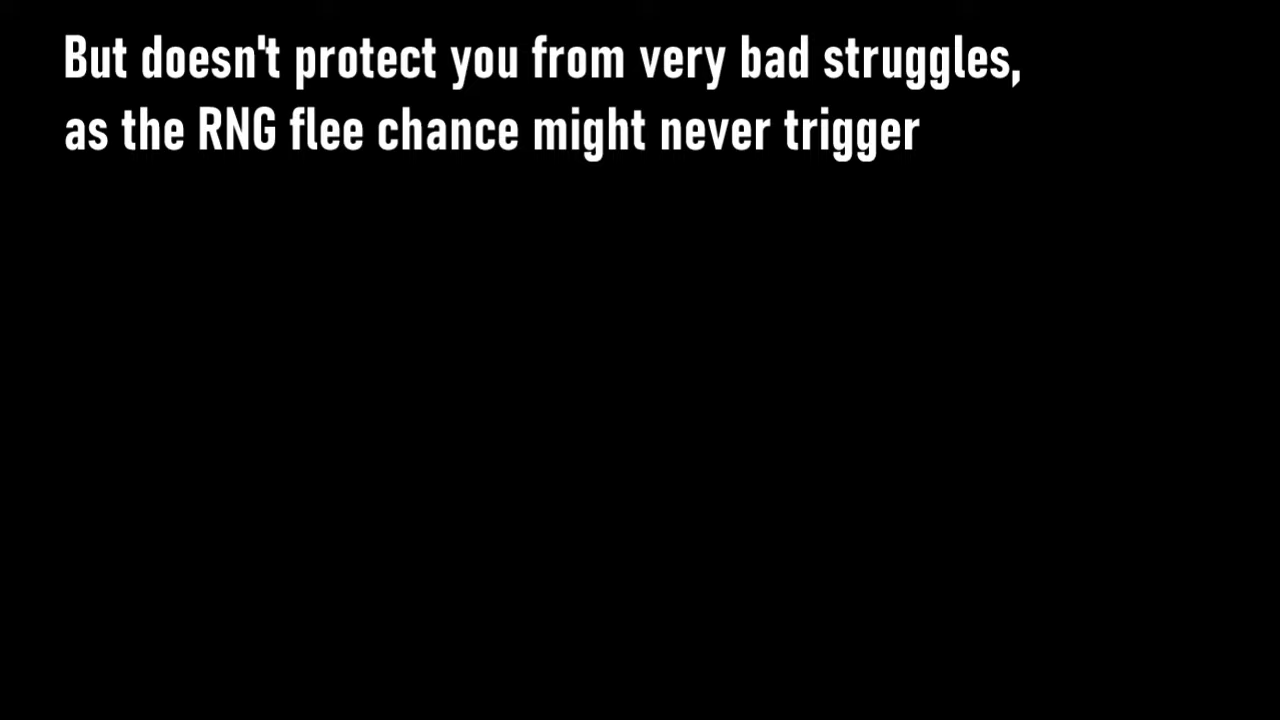 But doesn't protect you from very bad struggles,
as the RNG flee chance might never trigger